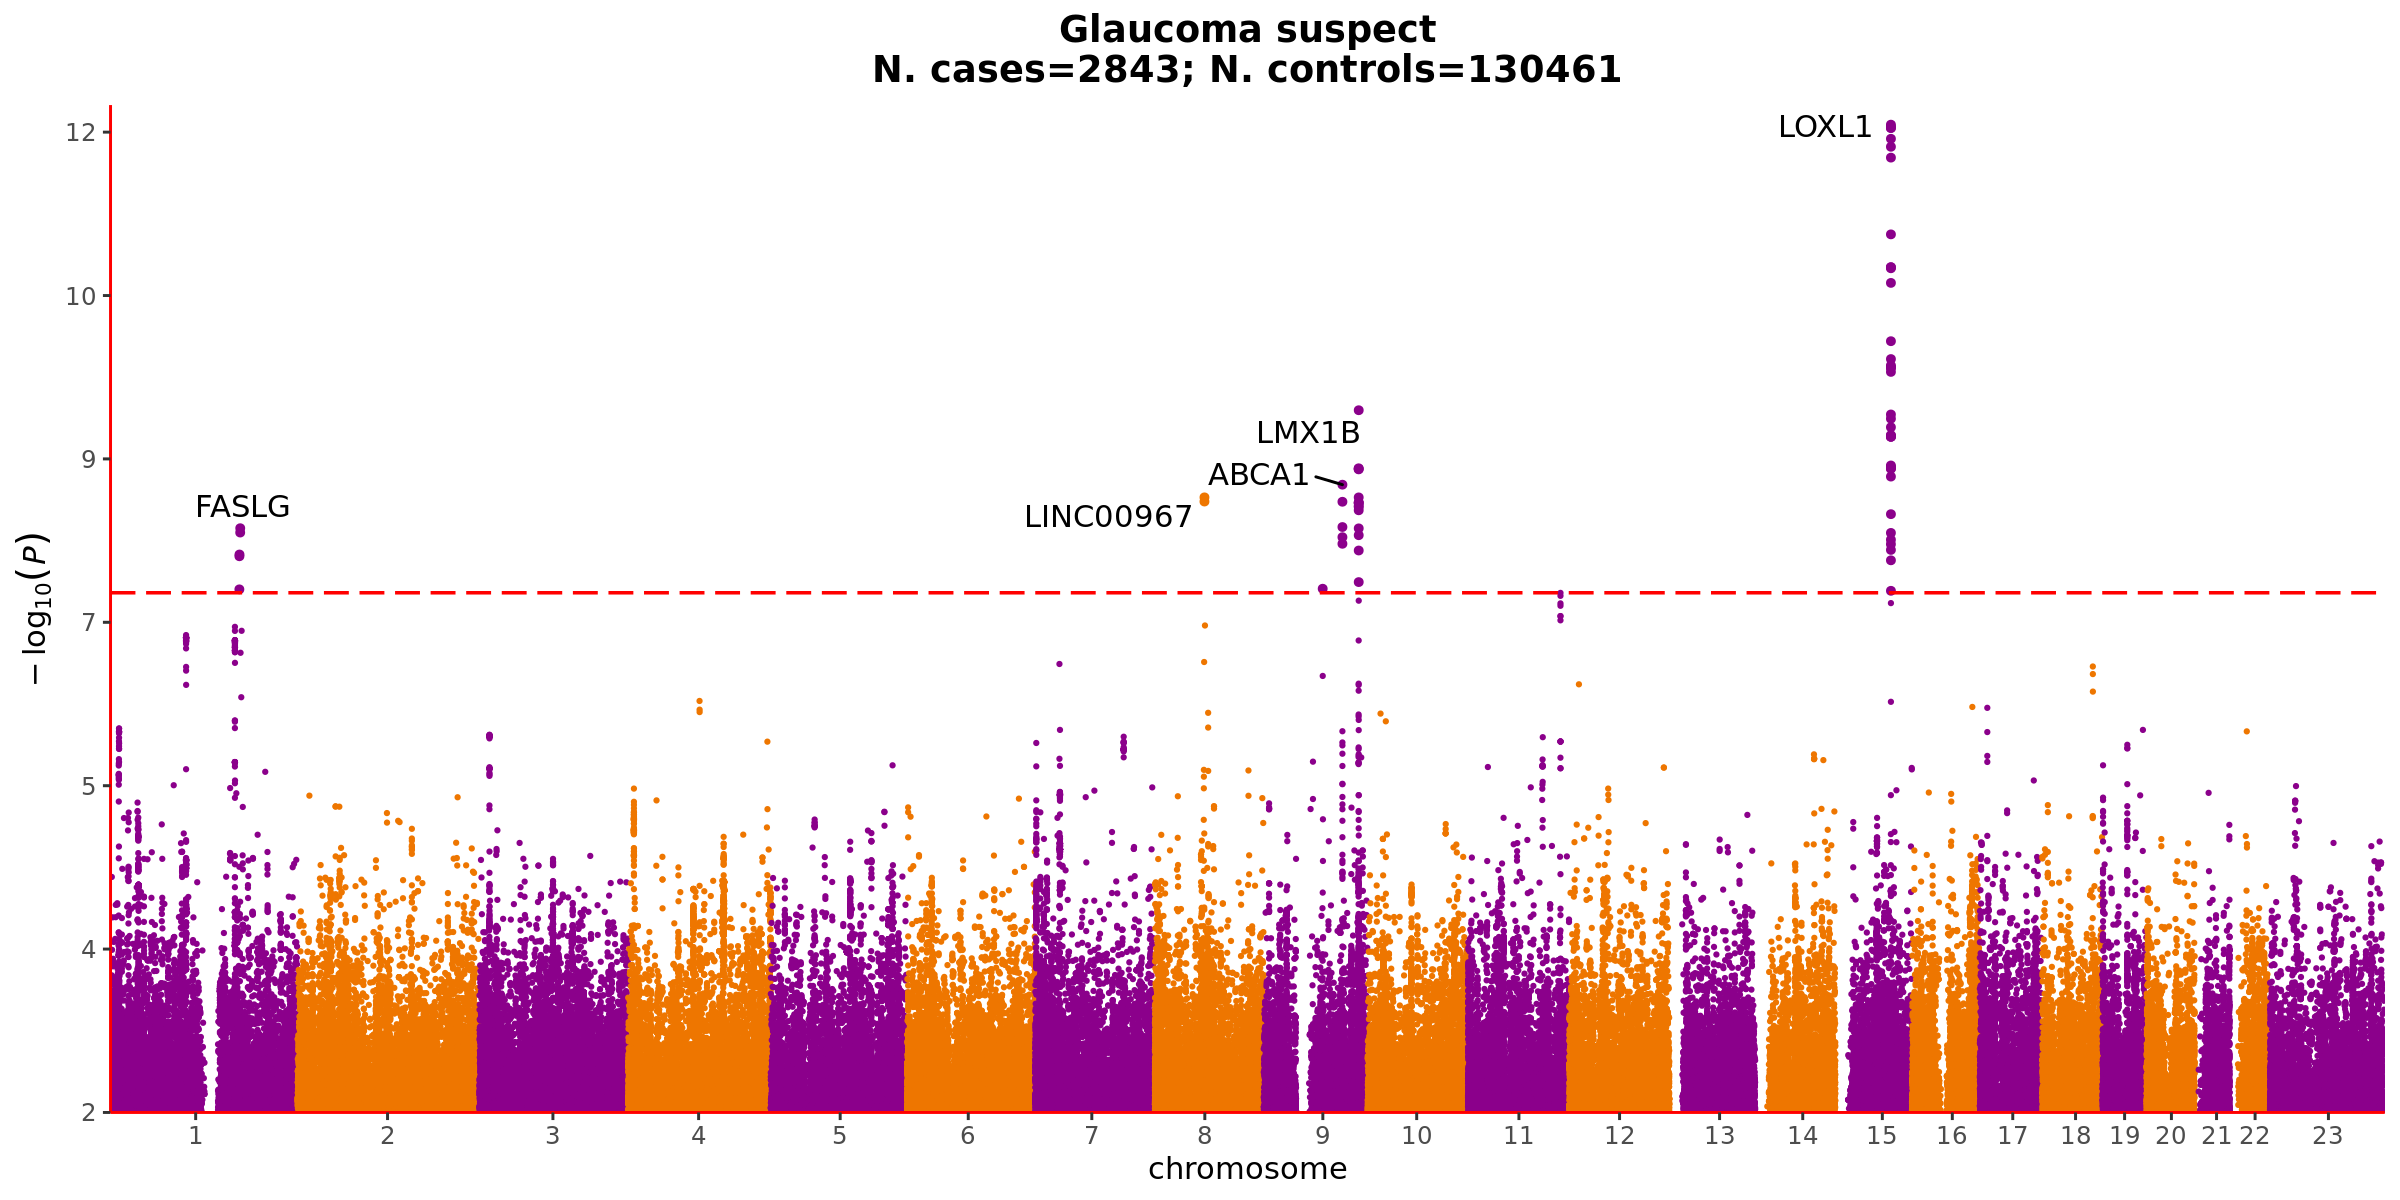 Glaucoma suspect
N. cases=2843; N. controls=130461
12
10
9
7
5
4
2
−log10(P)
LOXL1
LMX1B
ABCA1
LINC00967
FASLG
1 2 3 4 5 6 7 8 9 10 11 12 13 14 15 16 17 18 19 20 21 22 23
chromosome